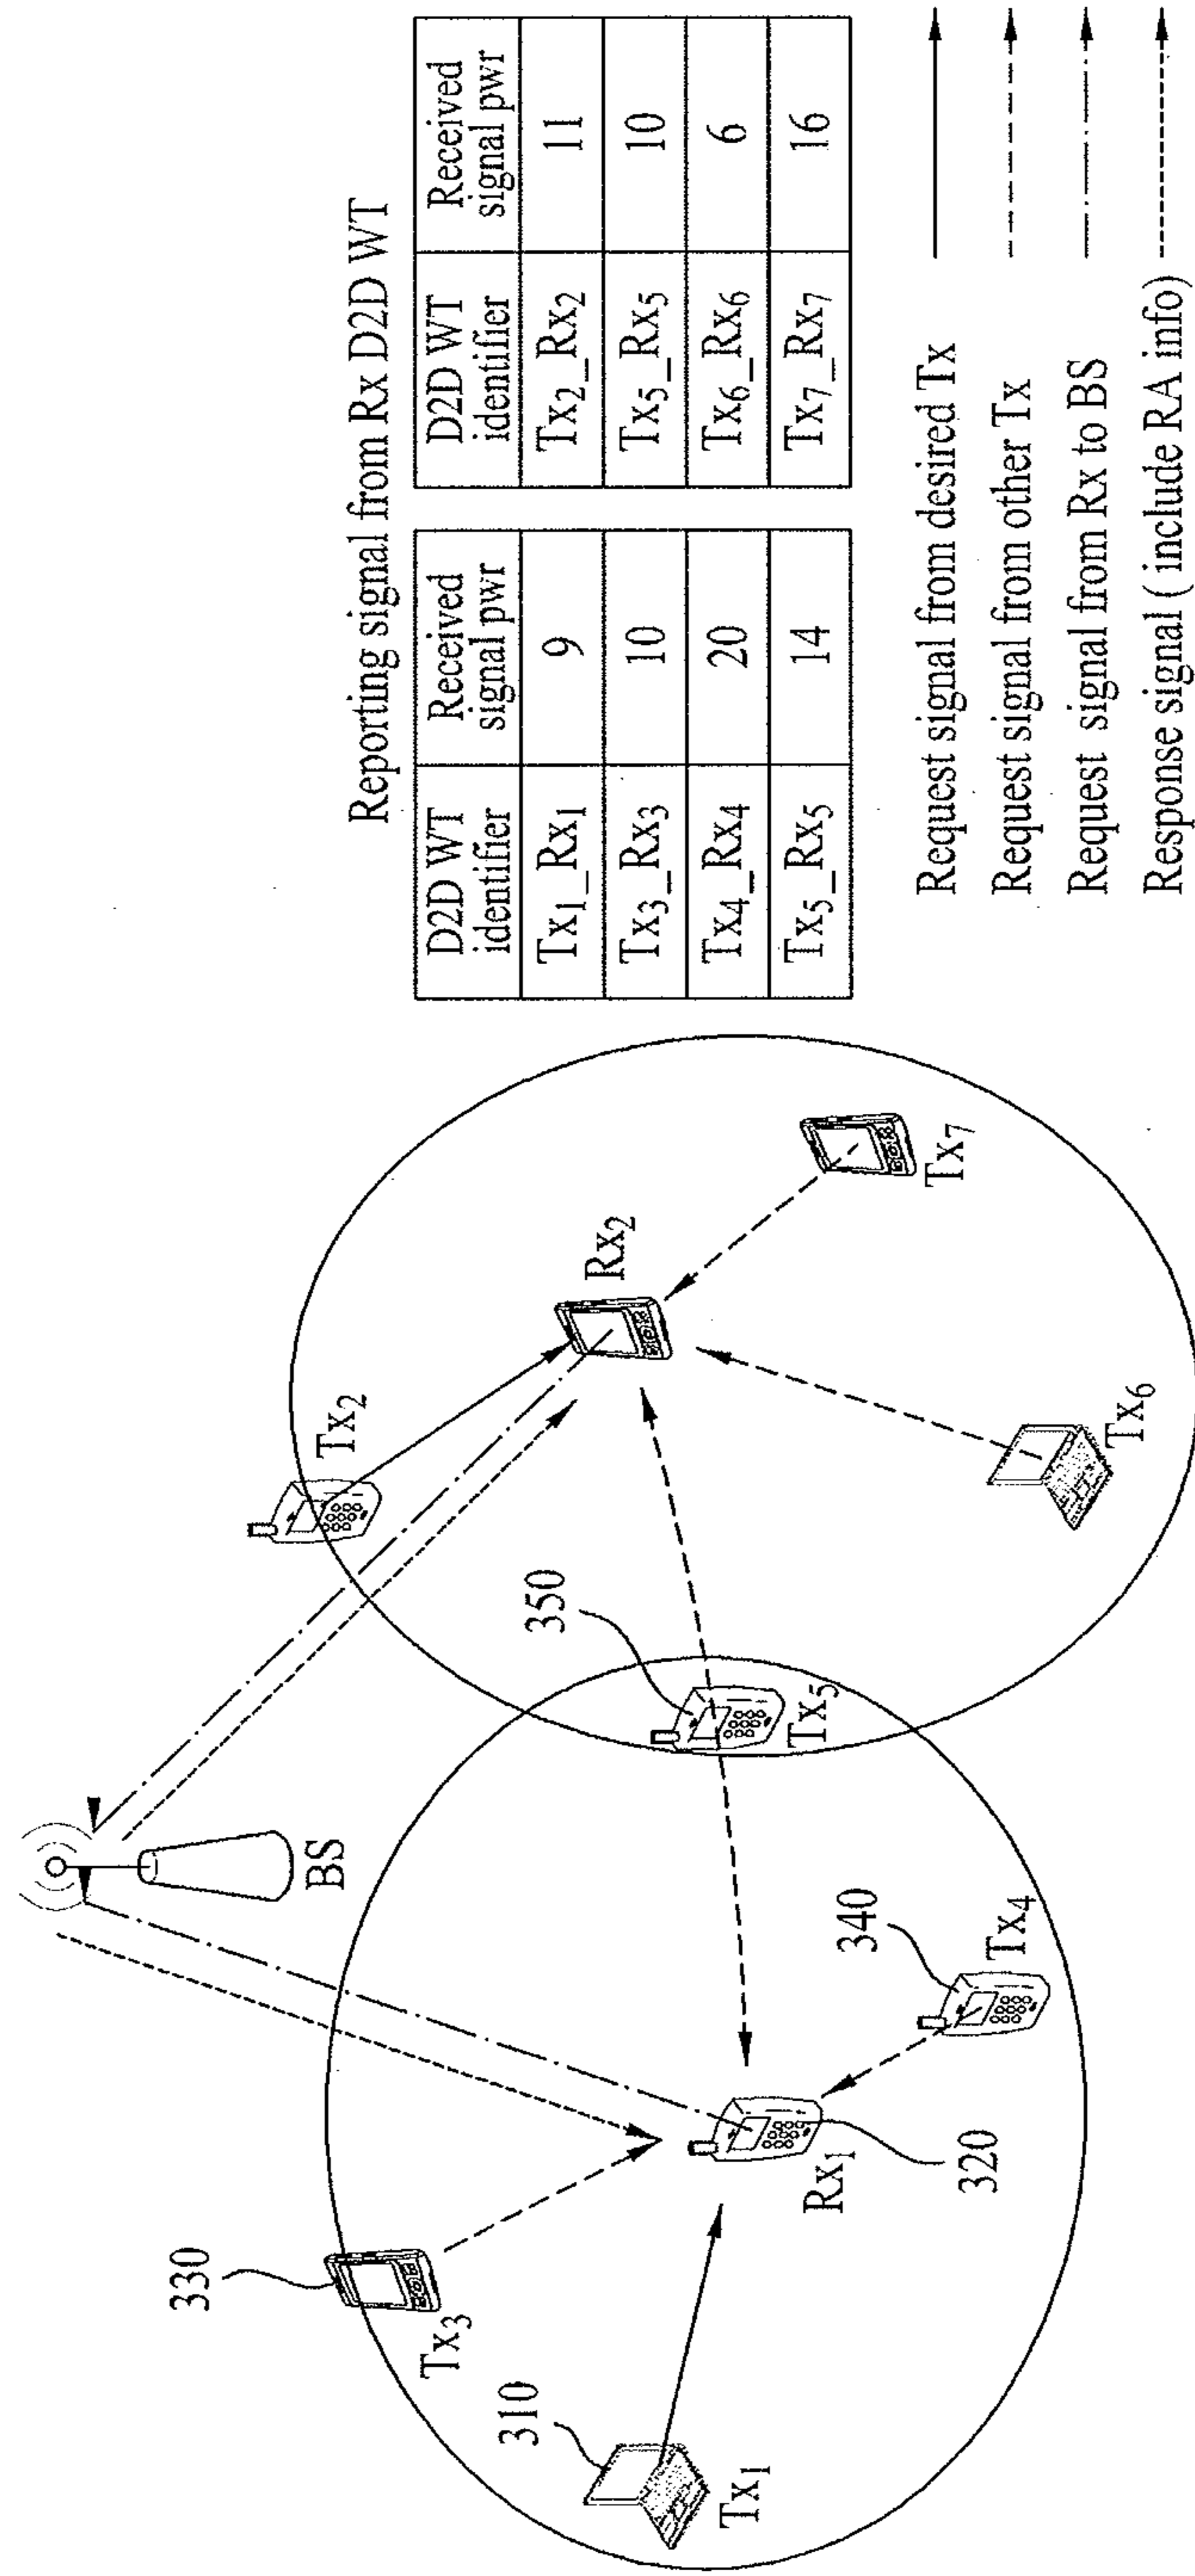 Reporting signal from Rx D2D WT
D2D WT identifier | Received signal pwr
Tx1_Rx1 | 9
Tx3_Rx3 | 10
Tx4_Rx4 | 20
Tx5_Rx5 | 14
D2D WT identifier | Received signal pwr
Tx2_Rx2 | 11
Tx5_Rx5 | 10
Tx6_Rx6 | 6
Tx7_Rx7 | 16
Request signal from desired Tx
Request signal from other Tx
Request signal from Rx to BS
Response signal ( include RA info)
BS
330
Tx3
310
Tx1
Rx1
320
340
Tx4
350
Tx5
Tx2
Rx2
Tx6
Tx7